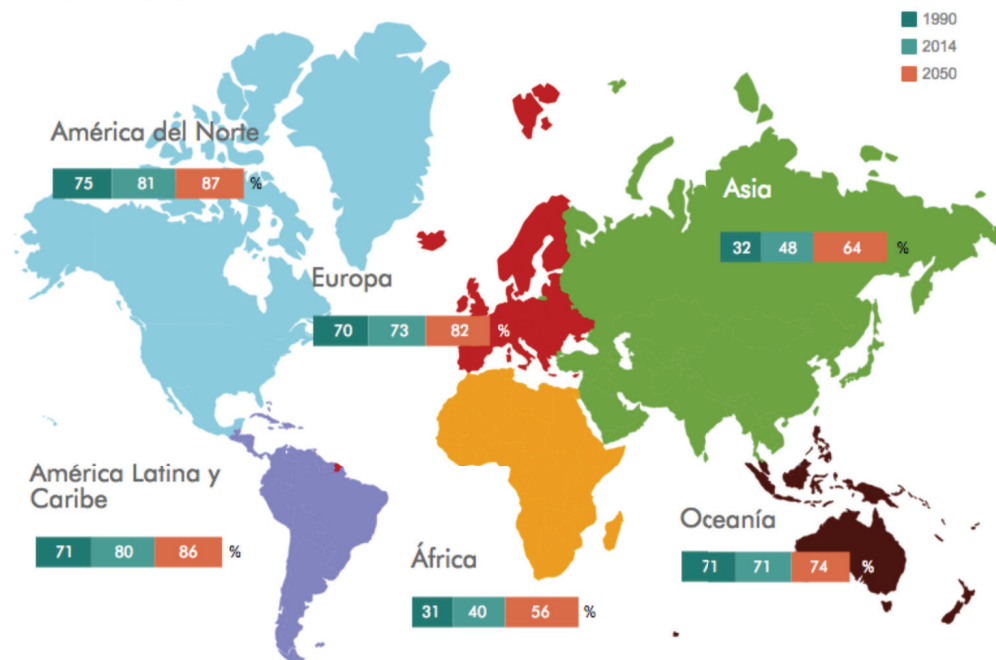 1990
2014
2050
América del Norte
75 81 87 %
Asia
32 48 64 %
Europa
70 73 82 %
América Latina y
Caribe
71 80 86 %
África
31 40 56 %
Oceanía
71 71 74 %